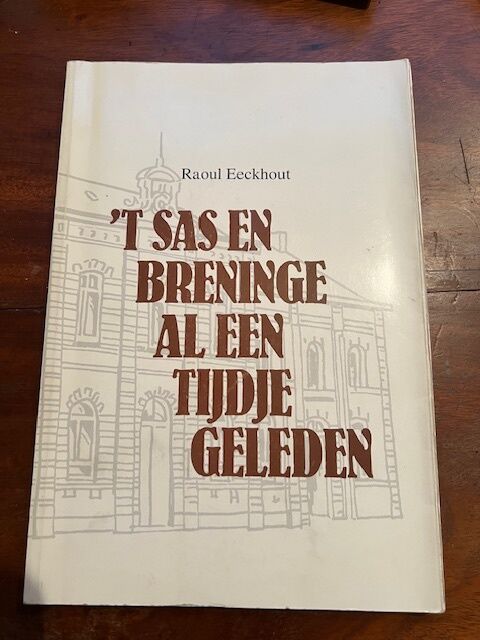 Raoul Eeckhout
'T SAS EN
BRENINGE
AL EEN
TIJDJE
GELEDEN